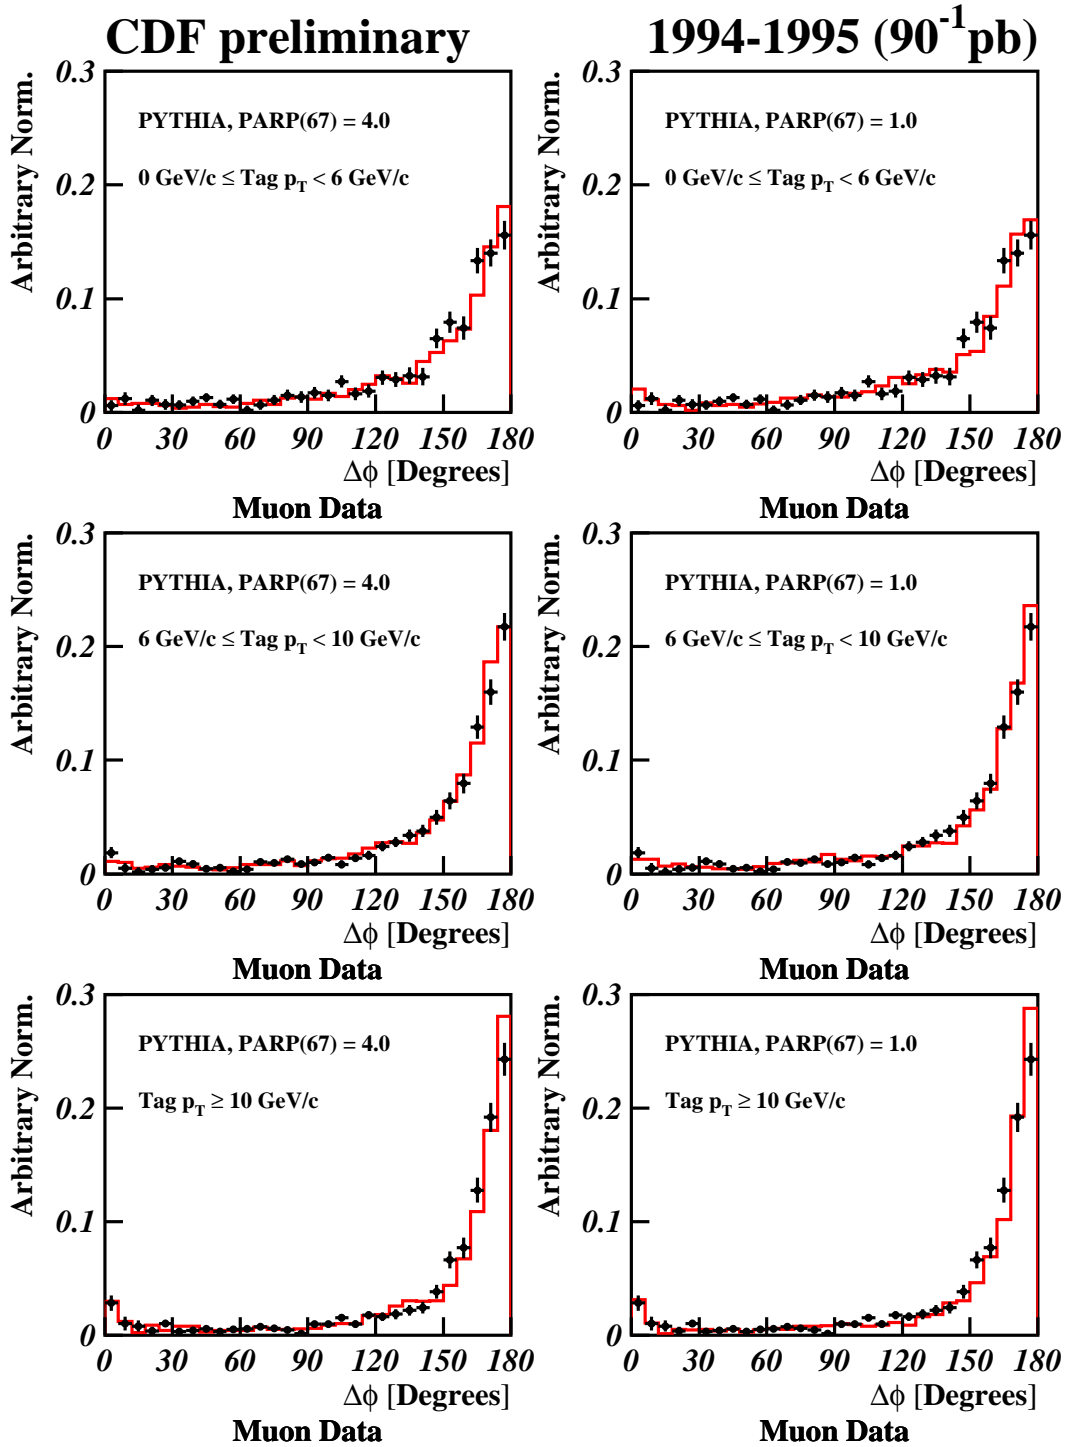 CDF preliminary 1994-1995 (90⁻¹pb)
Arbitrary Norm.
0.3
0.2
0.1
0
PYTHIA, PARP(67) = 4.0
0 GeV/c ≤ Tag p_T < 6 GeV/c
0 30 60 90 120 150 180
Δϕ [Degrees]
Muon Data
Arbitrary Norm.
0.3
0.2
0.1
0
PYTHIA, PARP(67) = 1.0
0 GeV/c ≤ Tag p_T < 6 GeV/c
0 30 60 90 120 150 180
Δϕ [Degrees]
Muon Data
Arbitrary Norm.
0.3
0.2
0.1
0
PYTHIA, PARP(67) = 4.0
6 GeV/c ≤ Tag p_T < 10 GeV/c
0 30 60 90 120 150 180
Δϕ [Degrees]
Muon Data
Arbitrary Norm.
0.3
0.2
0.1
0
PYTHIA, PARP(67) = 1.0
6 GeV/c ≤ Tag p_T < 10 GeV/c
0 30 60 90 120 150 180
Δϕ [Degrees]
Muon Data
Arbitrary Norm.
0.3
0.2
0.1
0
PYTHIA, PARP(67) = 4.0
Tag p_T ≥ 10 GeV/c
0 30 60 90 120 150 180
Δϕ [Degrees]
Muon Data
Arbitrary Norm.
0.3
0.2
0.1
0
PYTHIA, PARP(67) = 1.0
Tag p_T ≥ 10 GeV/c
0 30 60 90 120 150 180
Δϕ [Degrees]
Muon Data